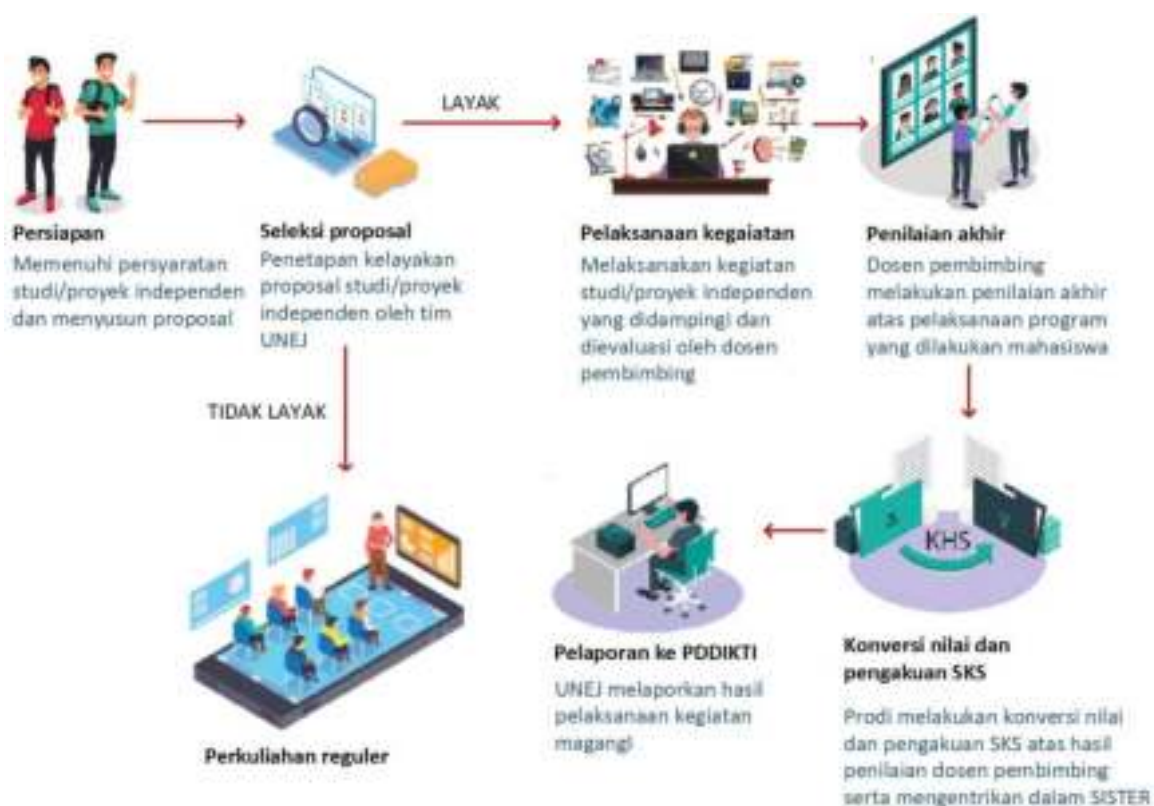 Persiapan
Memenuhi persyaratan
studi/proyek independen
dan menyusun proposal
Seleksi proposal
Penetapan kelayakan
proposal studi/proyek
independen oleh tim
UNEJ
LAYAK
Pelaksanaan kegaiatan
Melaksanakan kegiatan
studi/proyek independen
yang didampingi dan
dievaluasi oleh dosen
pembimbing
Penilaian akhir
Dosen pembimbing
melakukan penilaian akhir
atas pelaksanaan program
yang dilakukan mahasiswa
TIDAK LAYAK
Perkuliahan reguler
KHS
Konversi nilai dan
pengakuan SKS
Prodi melakukan konversi nilai
dan pengakuan SKS atas hasil
penilaian dosen pembimbing
serta mengentrikan dalam SISTER
Pelaporan ke PDDIKTI
UNEJ melaporkan hasil
pelaksanaan kegiatan
magangl